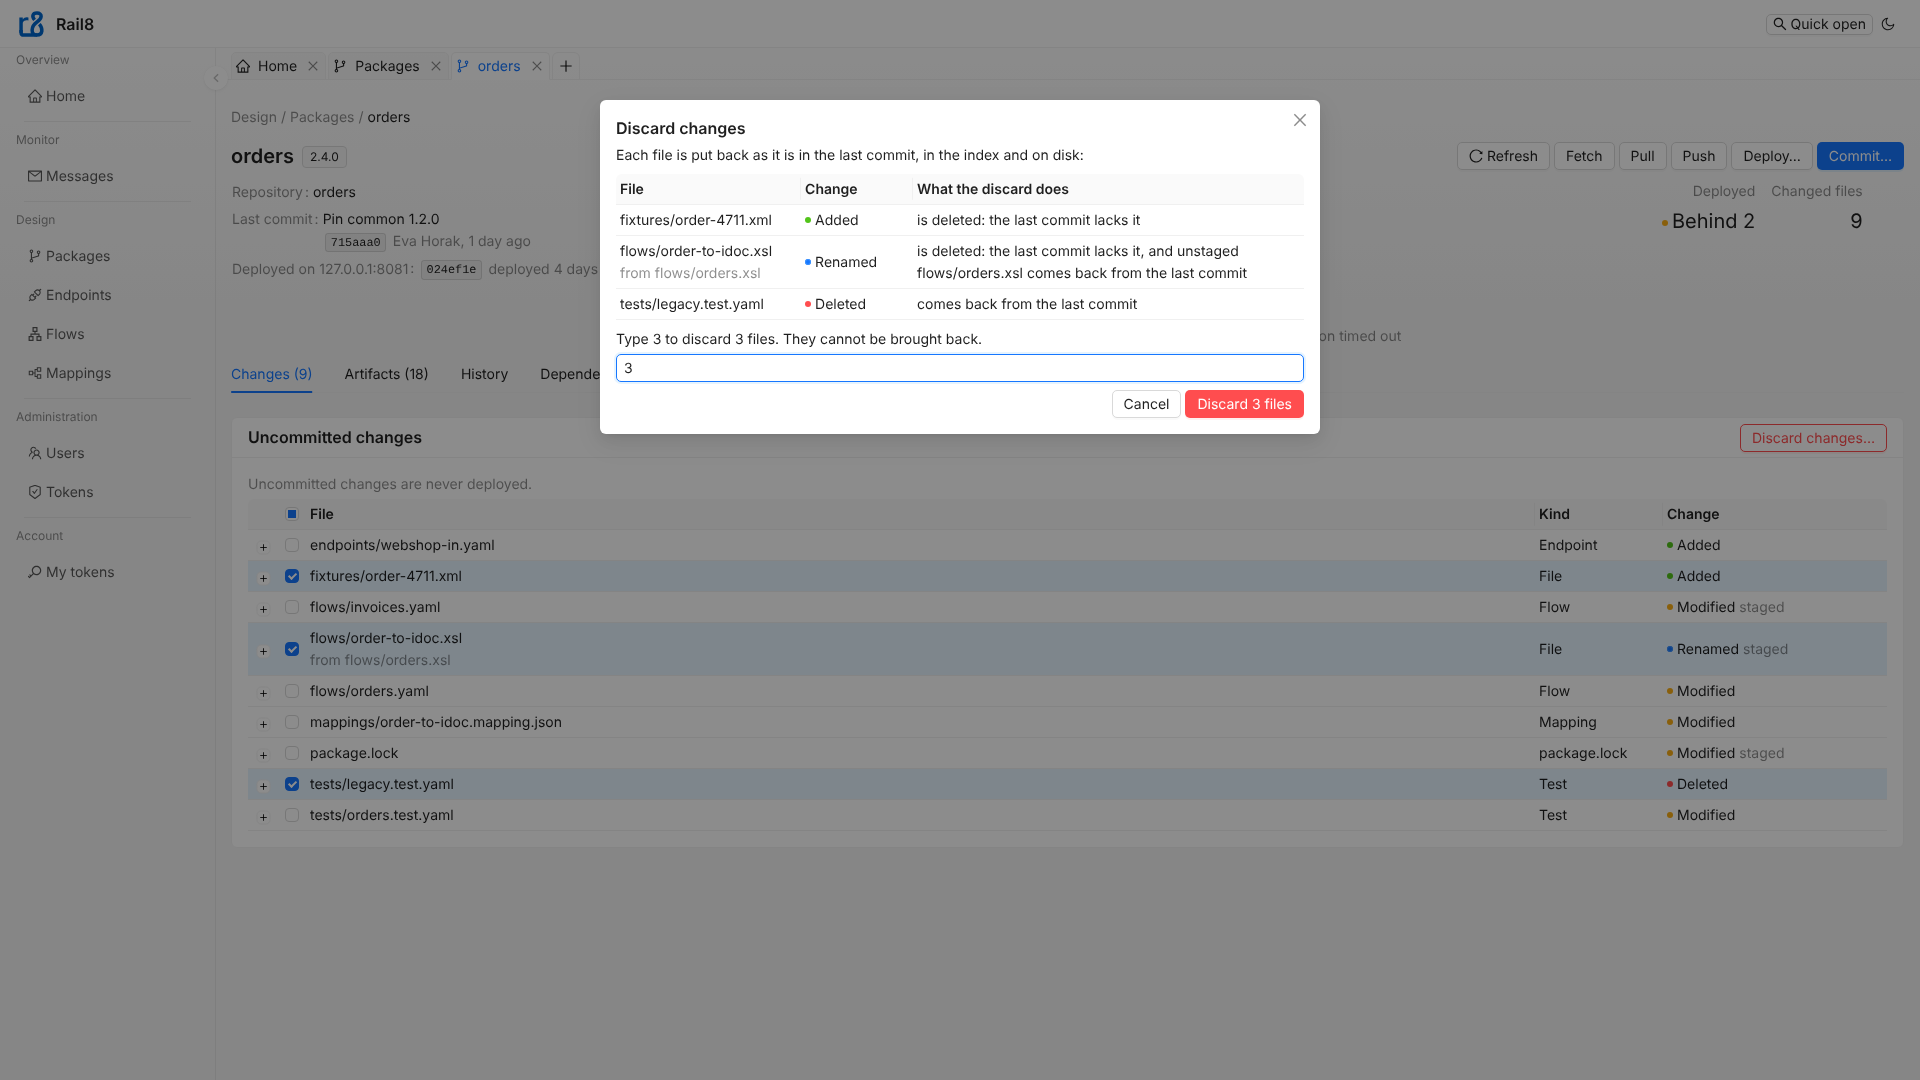 r8 Rail8
Quick open
Overview
Home
Monitor
Messages
Design
Packages
Endpoints
Flows
Mappings
Administration
Users
Tokens
Account
My tokens
Home
Packages
orders
Design / Packages / orders
orders 2.4.0
Refresh
Fetch
Pull
Push
Deploy...
Commit...
Repository: orders
Last commit: Pin common 1.2.0
715aaa0 Eva Horak, 1 day ago
Deployed on 127.0.0.1:8081: 024ef1e deployed 4 days
Deployed
Behind 2
Changed files
9
on timed out
Changes (9)
Artifacts (18)
History
Depende
Discard changes
Each file is put back as it is in the last commit, in the index and on disk:
File Change What the discard does
fixtures/order-4711.xml Added is deleted: the last commit lacks it
flows/order-to-idoc.xsl
from flows/orders.xsl
Renamed
is deleted: the last commit lacks it, and unstaged
flows/orders.xsl comes back from the last commit
tests/legacy.test.yaml Deleted comes back from the last commit
Type 3 to discard 3 files. They cannot be brought back.
3
Cancel
Discard 3 files
Uncommitted changes
Discard changes...
Uncommitted changes are never deployed.
File Kind Change
endpoints/webshop-in.yaml Endpoint Added
fixtures/order-4711.xml File Added
flows/invoices.yaml Flow Modified staged
flows/order-to-idoc.xsl
from flows/orders.xsl
File Renamed staged
flows/orders.yaml Flow Modified
mappings/order-to-idoc.mapping.json Mapping Modified
package.lock package.lock Modified staged
tests/legacy.test.yaml Test Deleted
tests/orders.test.yaml Test Modified